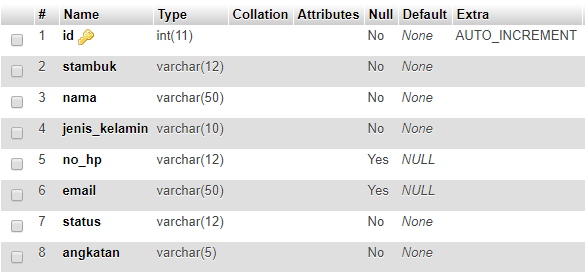 # Name Type Collation Attributes Null Default Extra
1 id int(11) No None AUTO_INCREMENT
2 stambuk varchar(12) No None
3 nama varchar(50) No None
4 jenis_kelamin varchar(10) No None
5 no_hp varchar(12) Yes NULL
6 email varchar(50) Yes NULL
7 status varchar(12) No None
8 angkatan varchar(5) No None